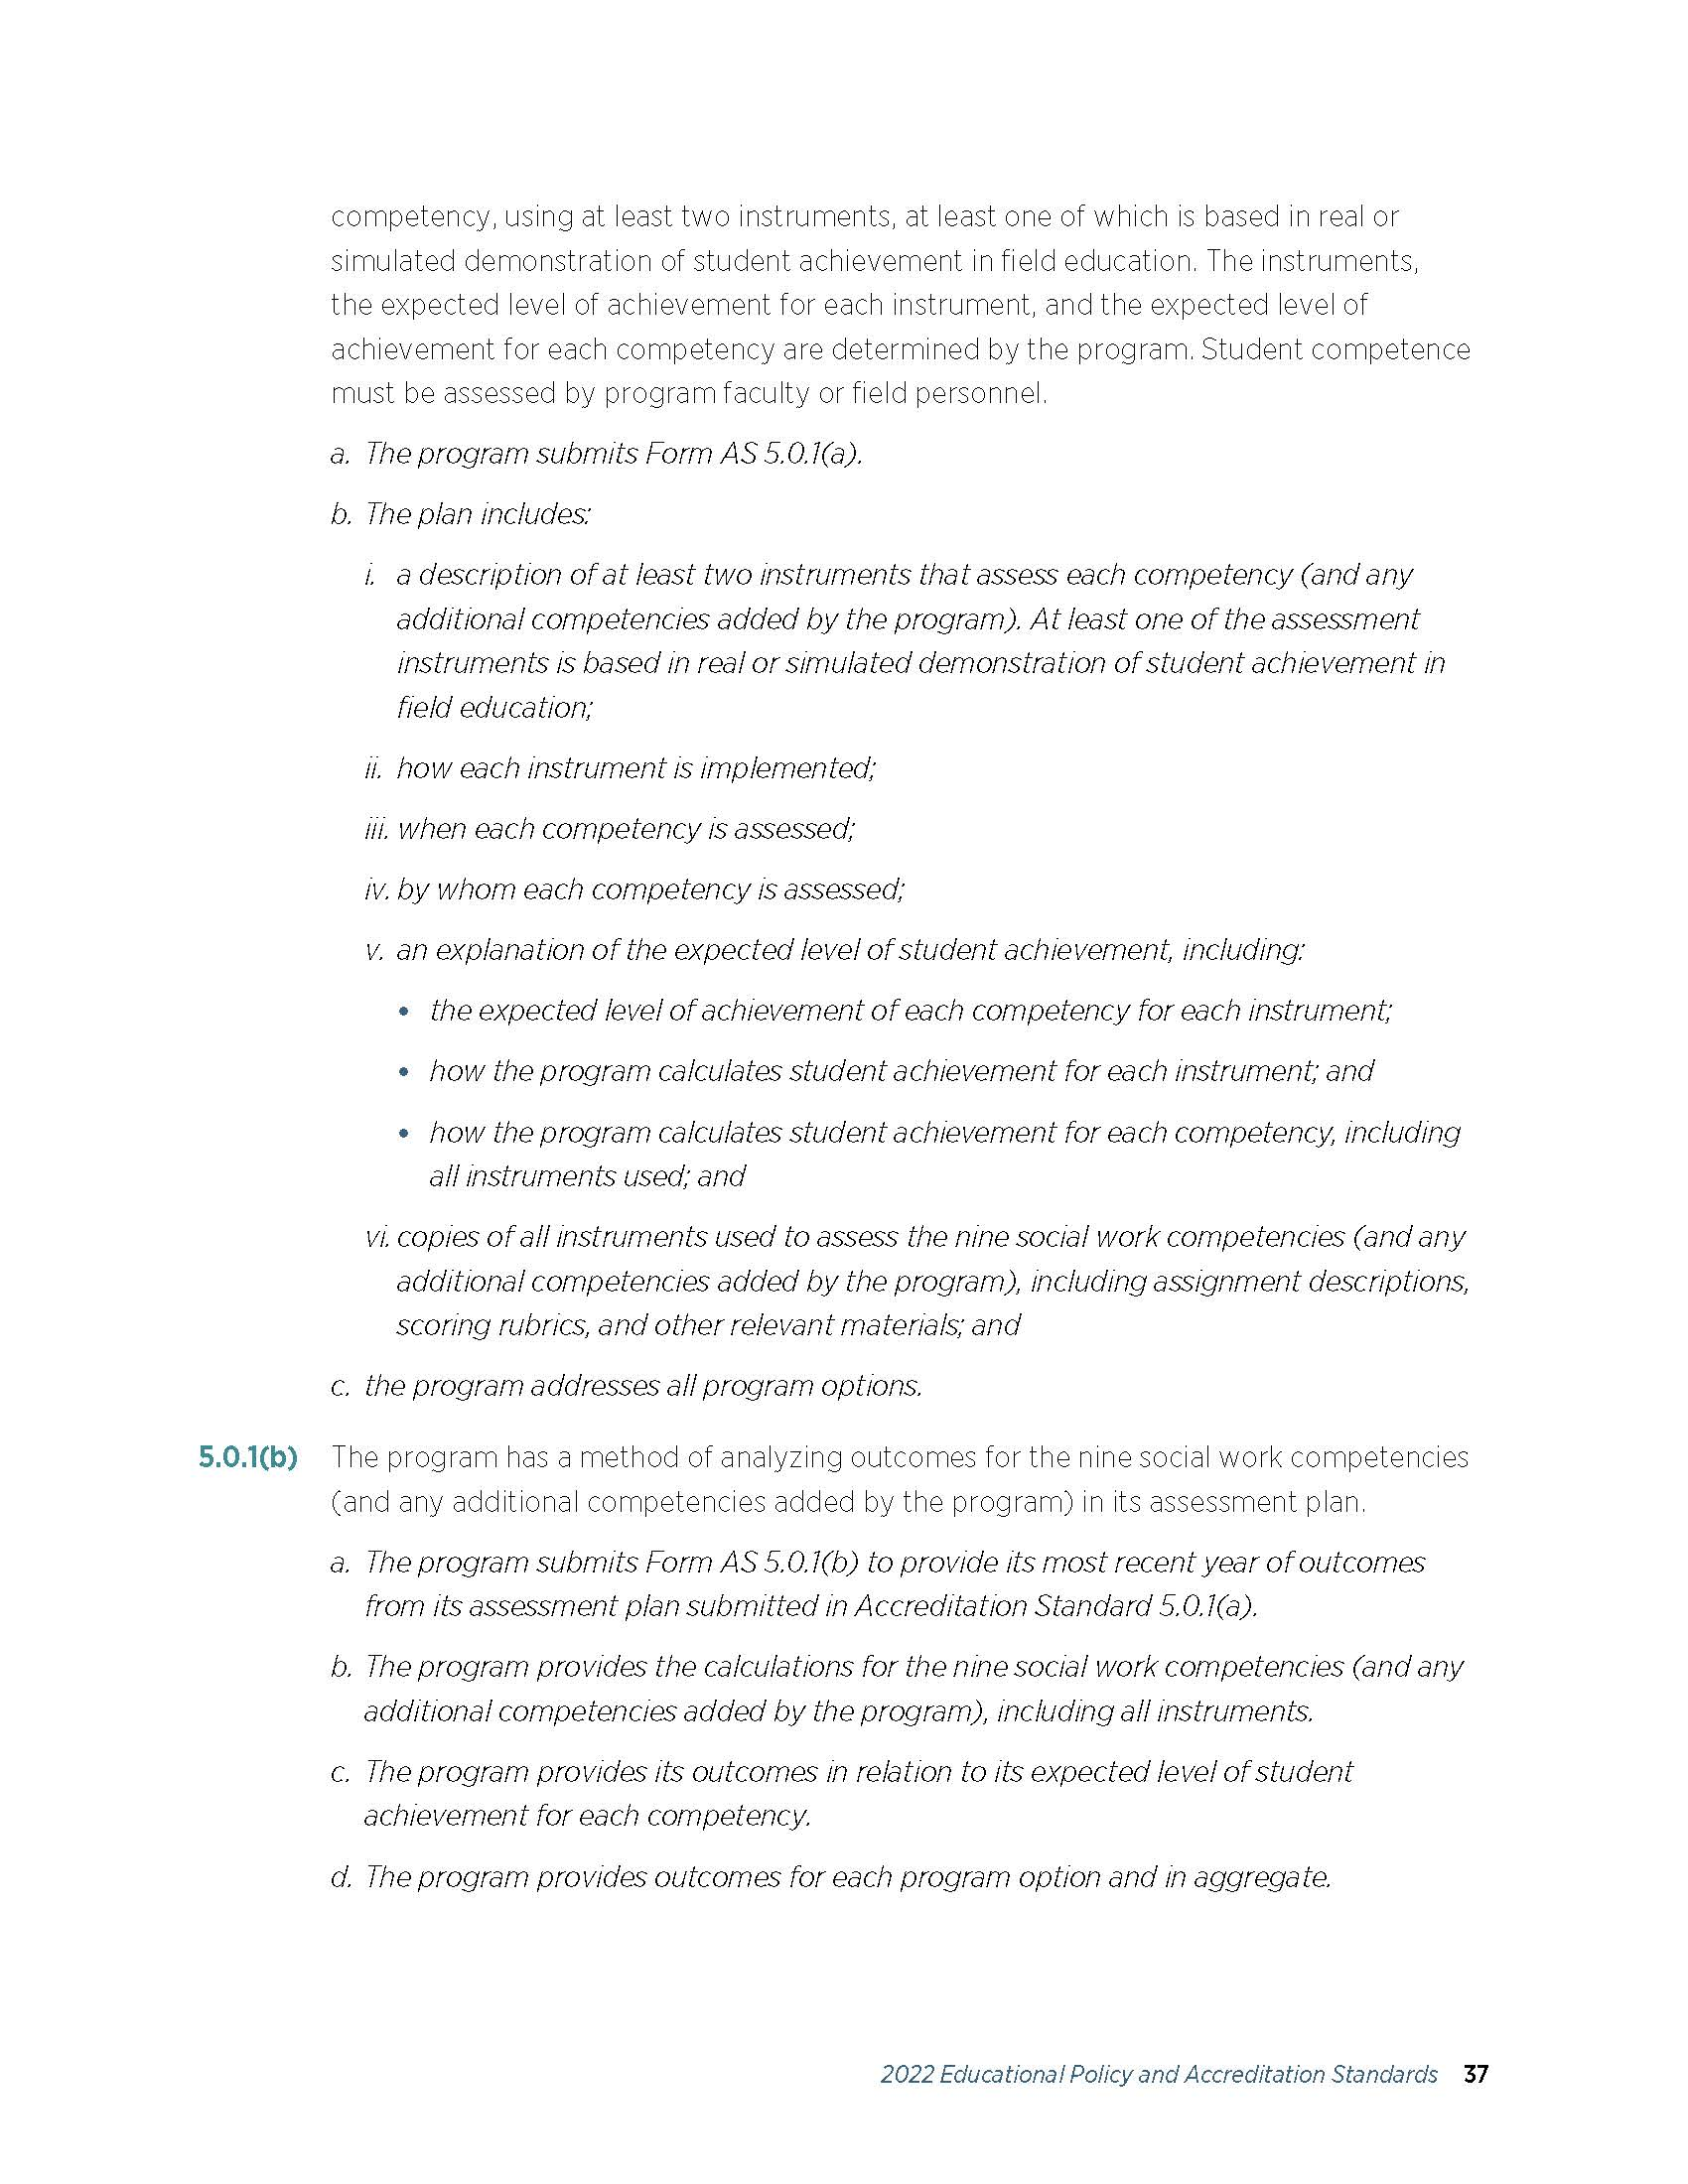 competency, using at least two instruments, at least one of which is based in real or
simulated demonstration of student achievement in field education. The instruments,
the expected level of achievement for each instrument, and the expected level of
achievement for each competency are determined by the program. Student competence
must be assessed by program faculty or field personnel.
a. The program submits Form AS 5.0.1(a).
b. The plan includes:
i. a description of at least two instruments that assess each competency (and any
additional competencies added by the program). At least one of the assessment
instruments is based in real or simulated demonstration of student achievement in
field education;
ii. how each instrument is implemented;
iii. when each competency is assessed;
iv. by whom each competency is assessed;
v. an explanation of the expected level of student achievement, including:
• the expected level of achievement of each competency for each instrument;
• how the program calculates student achievement for each instrument; and
• how the program calculates student achievement for each competency, including
all instruments used; and
vi. copies of all instruments used to assess the nine social work competencies (and any
additional competencies added by the program), including assignment descriptions,
scoring rubrics, and other relevant materials; and
c. the program addresses all program options.
5.0.1(b) The program has a method of analyzing outcomes for the nine social work competencies
(and any additional competencies added by the program) in its assessment plan.
a. The program submits Form AS 5.0.1(b) to provide its most recent year of outcomes
from its assessment plan submitted in Accreditation Standard 5.0.1(a).
b. The program provides the calculations for the nine social work competencies (and any
additional competencies added by the program), including all instruments.
c. The program provides its outcomes in relation to its expected level of student
achievement for each competency.
d. The program provides outcomes for each program option and in aggregate.
2022 Educational Policy and Accreditation Standards 37